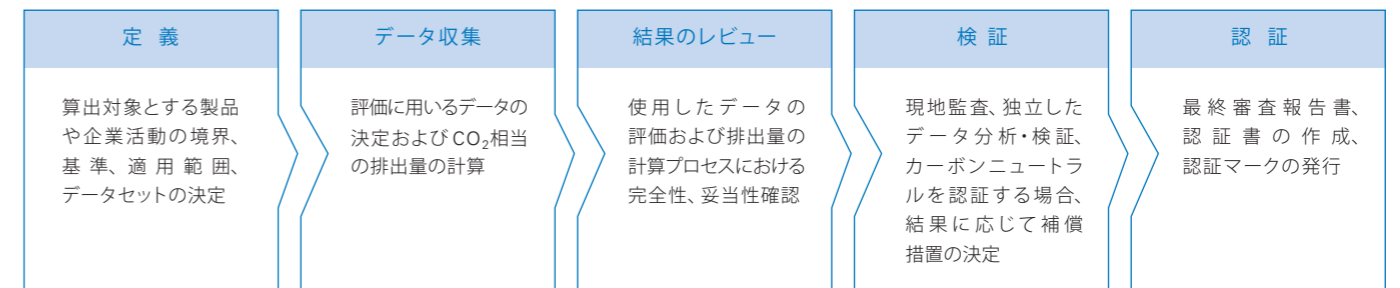 定義
算出対象とする製品
や企業活動の境界、
基準、適用範囲、
データセットの決定
データ収集
評価に用いるデータの
決定およびCO₂相当
の排出量の計算
結果のレビュー
使用したデータの
評価および排出量の
計算プロセスにおける
完全性、妥当性確認
検証
現地監査、独立した
データ分析・検証、
カーボンニュートラ
ルを認証する場合、
結果に応じて補償
措置の決定
認証
最終審査報告書、
認証書の作成、
認証マークの発行